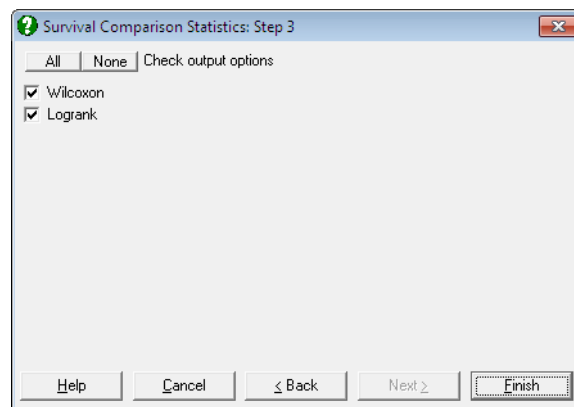 Survival Comparison Statistics: Step 3
All None Check output options
Wilcoxon
Logrank
Help Cancel < Back Next > Finish